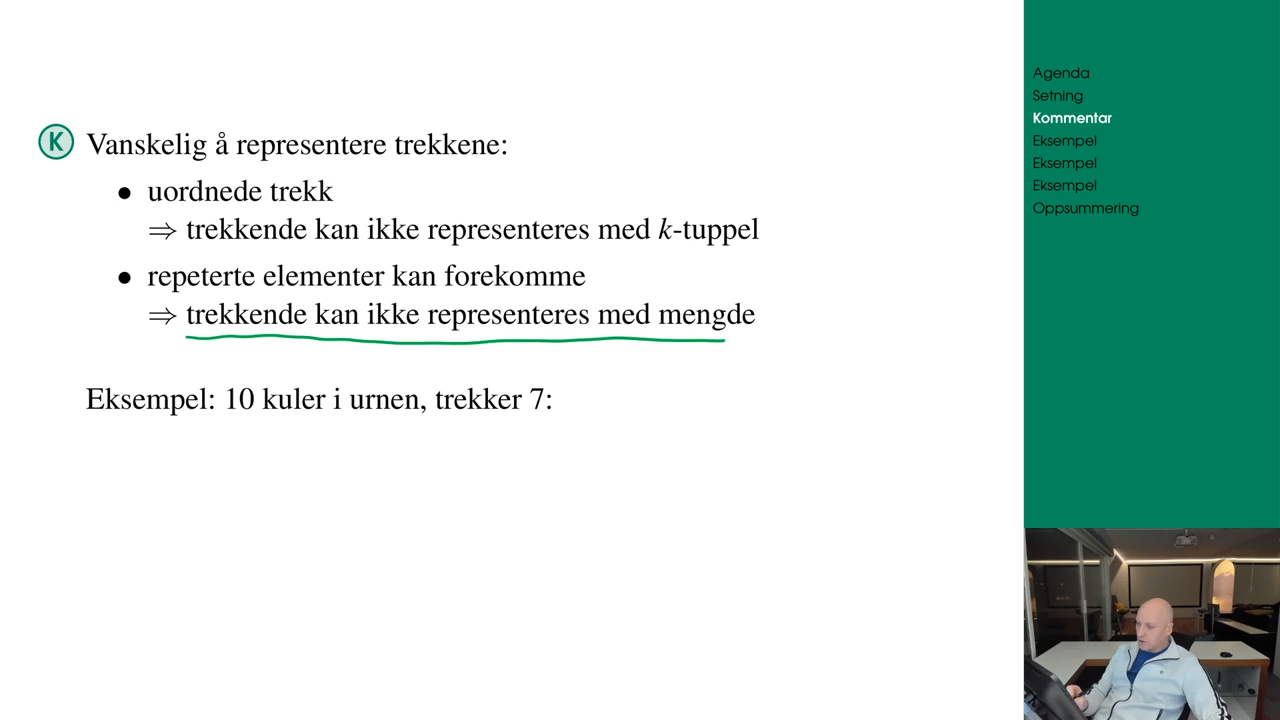 K Vanskelig å representere trekkene:
• uordnede trekk
⇒ trekkende kan ikke representeres med k-tuppel
• repeterte elementer kan forekomme
⇒ trekkende kan ikke representeres med mengde
Eksempel: 10 kuler i urnen, trekker 7:
Agenda
Setning
Kommentar
Eksempel
Eksempel
Eksempel
Oppsummering